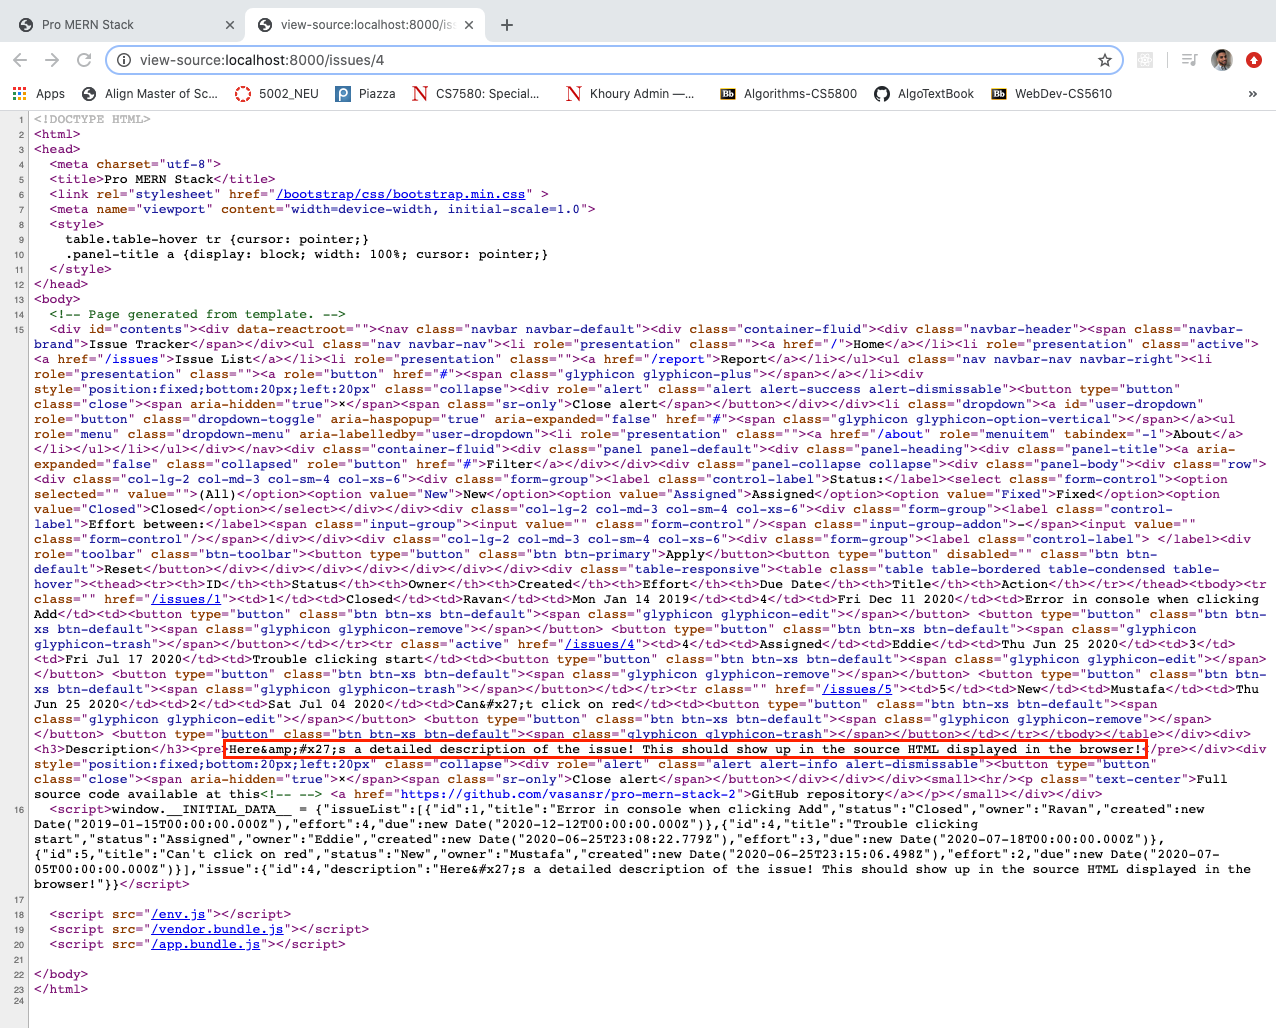 Pro MERN Stack
view-source:localhost:8000/iss
view-source:localhost:8000/issues/4
Apps
Align Master of Sc...
5002_NEU
Piazza
CS7580: Special...
Khoury Admin —...
Bb Algorithms-CS5800
AlgoTextBook
Bb WebDev-CS5610
»
1 <!DOCTYPE HTML>
2 <html>
3 <head>
4 <meta charset="utf-8">
5 <title>Pro MERN Stack</title>
6 <link rel="stylesheet" href="/bootstrap/css/bootstrap.min.css" >
7 <meta name="viewport" content="width=device-width, initial-scale=1.0">
8 <style>
9 table.table-hover tr {cursor: pointer;}
10 .panel-title a {display: block; width: 100%; cursor: pointer;}
11 </style>
12 </head>
13 <body>
14 <!-- Page generated from template. -->
15 <div id="contents"><div data-reactroot=""><nav class="navbar navbar-default"><div class="container-fluid"><div class="navbar-header"><span class="navbar-
brand">Issue Tracker</span></div><ul class="nav navbar-nav"><li role="presentation" class=""><a href="/">Home</a></li><li role="presentation" class="active">
<a href="/issues">Issue List</a></li><li role="presentation" class=""><a href="/report">Report</a></li></ul><ul class="nav navbar-nav navbar-right"><li
role="presentation" class=""><a role="button" href="#"><span class="glyphicon glyphicon-plus"></span></a></li><div
style="position:fixed;bottom:20px;left:20px" class="collapse"><div role="alert" class="alert alert-success alert-dismissable"><button type="button"
class="close"><span aria-hidden="true">×</span><span class="sr-only">Close alert</span></button></div></div><li class="dropdown"><a id="user-dropdown"
role="button" class="dropdown-toggle" aria-haspopup="true" aria-expanded="false" href="#"><span class="glyphicon glyphicon-option-vertical"></span></a><ul
role="menu" class="dropdown-menu" aria-labelledby="user-dropdown"><li role="presentation" class=""><a href="/about" role="menuitem" tabindex="-1">About</a>
</li></ul></li></ul></div></nav><div class="container-fluid"><div class="panel panel-default"><div class="panel-heading"><div class="panel-title"><a aria-
expanded="false" class="collapsed" role="button" href="#">Filter</a></div></div><div class="panel-collapse collapse"><div class="panel-body"><div class="row">
<div class="col-lg-2 col-md-3 col-sm-4 col-xs-6"><div class="form-group"><label class="control-label">Status:</label><select class="form-control"><option
selected="" value="">(All)</option><option value="New">New</option><option value="Assigned">Assigned</option><option value="Fixed">Fixed</option><option
value="Closed">Closed</option></select></div></div><div class="col-lg-2 col-md-3 col-sm-4 col-xs-6"><div class="form-group"><label class="control-
label">Effort between:</label><span class="input-group"><input value="" class="form-control"/><span class="input-group-addon">-</span><input value=""
class="form-control"/></span></div></div><div class="col-lg-2 col-md-3 col-sm-4 col-xs-6"><div class="form-group"><label class="control-label"> </label><div
role="toolbar" class="btn-toolbar"><button type="button" class="btn btn-primary">Apply</button><button type="button" disabled="" class="btn btn-
default">Reset</button></div></div></div></div></div></div></div><div class="table-responsive"><table class="table table-bordered table-condensed table-
hover"><thead><tr><th>ID</th><th>Status</th><th>Owner</th><th>Created</th><th>Effort</th><th>Due Date</th><th>Title</th><th>Action</th></tr></thead><tbody><tr
class="" href="/issues/1"><td>1</td><td>Closed</td><td>Ravan</td><td>Mon Jan 14 2019</td><td>4</td><td>Fri Dec 11 2020</td><td>Error in console when clicking
Add</td><td><button type="button" class="btn btn-xs btn-default"><span class="glyphicon glyphicon-edit"></span></button> <button type="button" class="btn btn-
xs btn-default"><span class="glyphicon glyphicon-remove"></span></button> <button type="button" class="btn btn-xs btn-default"><span class="glyphicon
glyphicon-trash"></span></button></td></tr><tr class="active" href="/issues/4"><td>4</td><td>Assigned</td><td>Eddie</td><td>Thu Jun 25 2020</td><td>3</td>
<td>Fri Jul 17 2020</td><td>Trouble clicking start</td><td><button type="button" class="btn btn-xs btn-default"><span class="glyphicon glyphicon-edit"></span>
</button> <button type="button" class="btn btn-xs btn-default"><span class="glyphicon glyphicon-remove"></span></button> <button type="button" class="btn btn-
xs btn-default"><span class="glyphicon glyphicon-trash"></span></button></td></tr><tr class="" href="/issues/5"><td>5</td><td>New</td><td>Mustafa</td><td>Thu
Jun 25 2020</td><td>2</td><td>Sat Jul 04 2020</td><td>Can&#x27;t click on red</td><td><button type="button" class="btn btn-xs btn-default"><span
class="glyphicon glyphicon-edit"></span></button> <button type="button" class="btn btn-xs btn-default"><span class="glyphicon glyphicon-remove"></span>
</button> <button type="button" class="btn btn-xs btn-default"><span class="glyphicon glyphicon-trash"></span></button></td></tr></tbody></table></div><div>
<h3>Description</h3><pre>Here&amp;#x27;s a detailed description of the issue! This should show up in the source HTML displayed in the browser!</pre></div><div
style="position:fixed;bottom:20px;left:20px" class="collapse"><div role="alert" class="alert alert-info alert-dismissable"><button type="button"
class="close"><span aria-hidden="true">×</span><span class="sr-only">Close alert</span></button></div></div></div><small><hr/><p class="text-center">Full
source code available at this<!-- --> <a href="https://github.com/vasansr/pro-mern-stack-2">GitHub repository</a></p></small></div></div>
16 <script>window.__INITIAL_DATA__ = {"issueList":[{"id":1,"title":"Error in console when clicking Add","status":"Closed","owner":"Ravan","created":new
Date("2019-01-15T00:00:00.000Z"),"effort":4,"due":new Date("2020-12-12T00:00:00.000Z")},{"id":4,"title":"Trouble clicking
start","status":"Assigned","owner":"Eddie","created":new Date("2020-06-25T23:08:22.779Z"),"effort":3,"due":new Date("2020-07-18T00:00:00.000Z")},
{"id":5,"title":"Can't click on red","status":"New","owner":"Mustafa","created":new Date("2020-06-25T23:15:06.498Z"),"effort":2,"due":new Date("2020-07-
05T00:00:00.000Z")}],"issue":{"id":4,"description":"Here&#x27;s a detailed description of the issue! This should show up in the source HTML displayed in the
browser!"}}</script>
17
18 <script src="/env.js"></script>
19 <script src="/vendor.bundle.js"></script>
20 <script src="/app.bundle.js"></script>
21
22 </body>
23 </html>
24